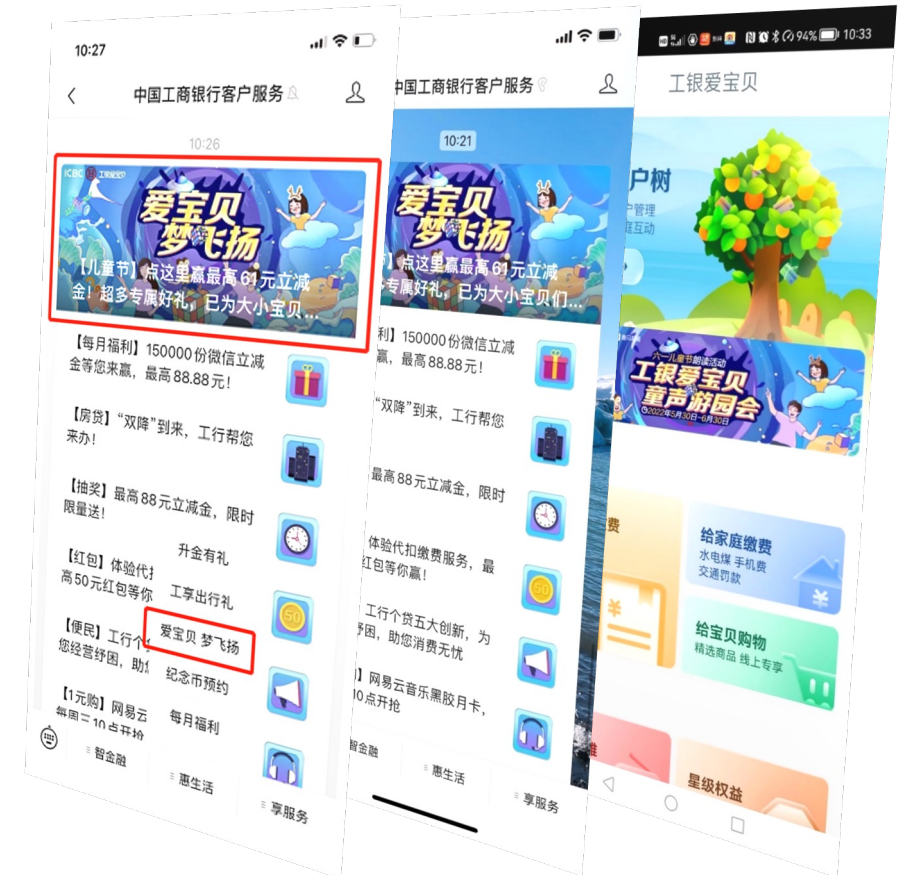 10:27
中国工商银行客户服务
10:26
ICBC 工银爱宝贝
爱宝贝
梦飞扬
【儿童节】点这里赢最高61元立减
金！超多专属好礼，已为大小宝贝...
【每月福利】150000份微信立减
金等您来赢，最高88.88元！
【房贷】“双降”到来，工行帮您
来办！
【抽奖】最高88元立减金，限时
限量送！
【红包】体验代扌
高50元红包等你
【便民】工行个
您经营纾困，助
【1元购】网易云
每周三10点开抢
升金有礼
工享出行礼
爱宝贝 梦飞扬
纪念币预约
每月福利
50
智金融
惠生活
享服务
中国工商银行客户服务
10:21
爱宝贝
梦飞扬
】点这里赢最高61元立减
专属好礼，已为大小宝贝们...
利】150000份微信立减
赢，最高88.88元！
“双降”到来，工行帮您
最高88元立减金，限时
体验代扣缴费服务，最
红包等你赢！
工行个贷五大创新，为
困，助您消费无忧
】网易云音乐黑胶月卡，
10点开抢
50
智金融
惠生活
享服务
94% 10:33
工银爱宝贝
户树
户管理
庭互动
六一儿童节朗读活动
工银爱宝贝
童声游园会
2022年5月30日-6月30日
费
给家庭缴费
水电煤 手机费
交通罚款
给宝贝购物
精选商品 线上专享
星级权益